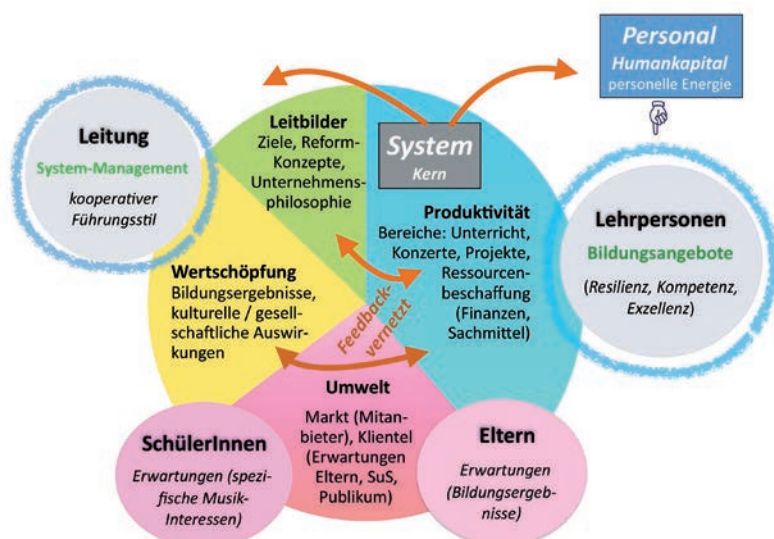 Personal
Humankapital
personelle Energie
Leitung
System-Management
kooperativer
Führungsstil
Leitbilder
Ziele, Reform-
Konzepte,
Unternehmens-
philosophie
System
Kern
Produktivität
Bereiche: Unterricht,
Konzerte, Projekte,
Ressourcen-
beschaffung
(Finanzen,
Sachmittel)
Lehrpersonen
Bildungsangebote
(Resilienz, Kompetenz,
Exzellenz)
Wertschöpfung
Bildungsergebnisse,
kulturelle / gesell-
schaftliche Auswir-
kungen
Feedback-
vernetzt
Umwelt
Markt (Mitan-
bieter), Klientel
(Erwartungen
Eltern, SuS,
Publikum)
SchülerInnen
Erwartungen (spezi-
fische Musik-
Interessen)
Eltern
Erwartungen
(Bildungsergeb-
nisse)